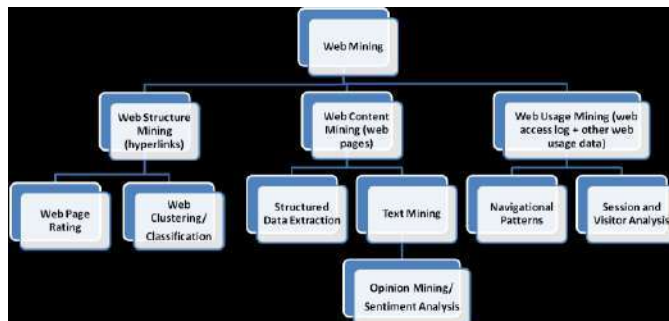 Web Mining
Web Structure
Mining
(hyperlinks)
Web Content
Mining (web
pages)
Web Usage Mining (web
access log + other web
usage data)
Web Page
Rating
Web
Clustering/
Classification
Structured
Data Extraction
Text Mining
Navigational
Patterns
Session and
Visitor Analysis
Opinion Mining/
Sentiment Analysis